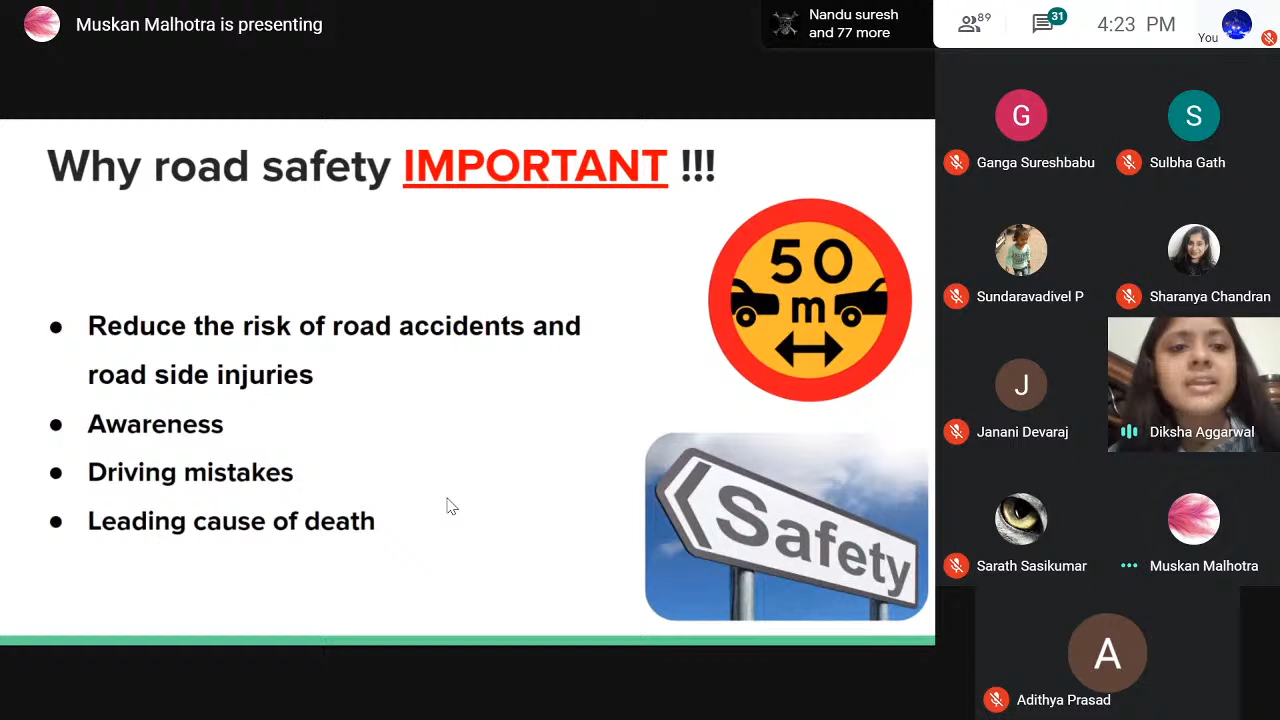 Muskan Malhotra is presenting
Nandu suresh
and 77 more
89
31
4:23 PM
You
Why road safety IMPORTANT !!!
● Reduce the risk of road accidents and
road side injuries
● Awareness
● Driving mistakes
● Leading cause of death
50
m
Safety
G
Ganga Sureshbabu
S
Sulbha Gath
Sundaravadivel P
Sharanya Chandran
J
Janani Devaraj
Diksha Aggarwal
Sarath Sasikumar
Muskan Malhotra
A
Adithya Prasad